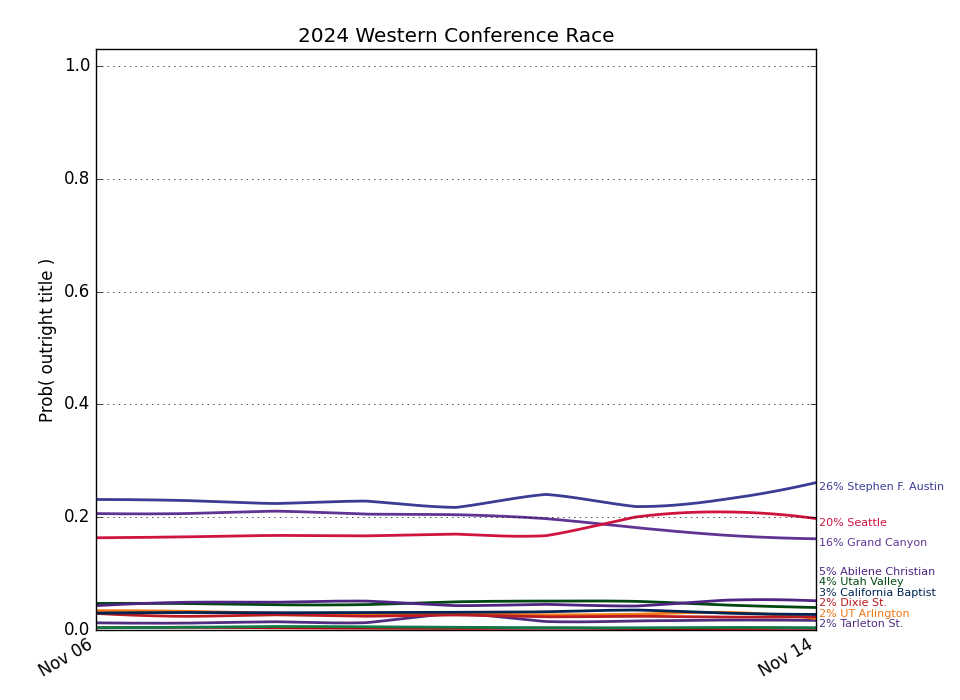 2024 Western Conference Race
1.0
0.8
0.6
0.4
0.2
0.0
Prob( outright title )
Nov 06
Nov 14
26% Stephen F. Austin
20% Seattle
16% Grand Canyon
5% Abilene Christian
4% Utah Valley
3% California Baptist
2% Dixie St.
2% UT Arlington
2% Tarleton St.